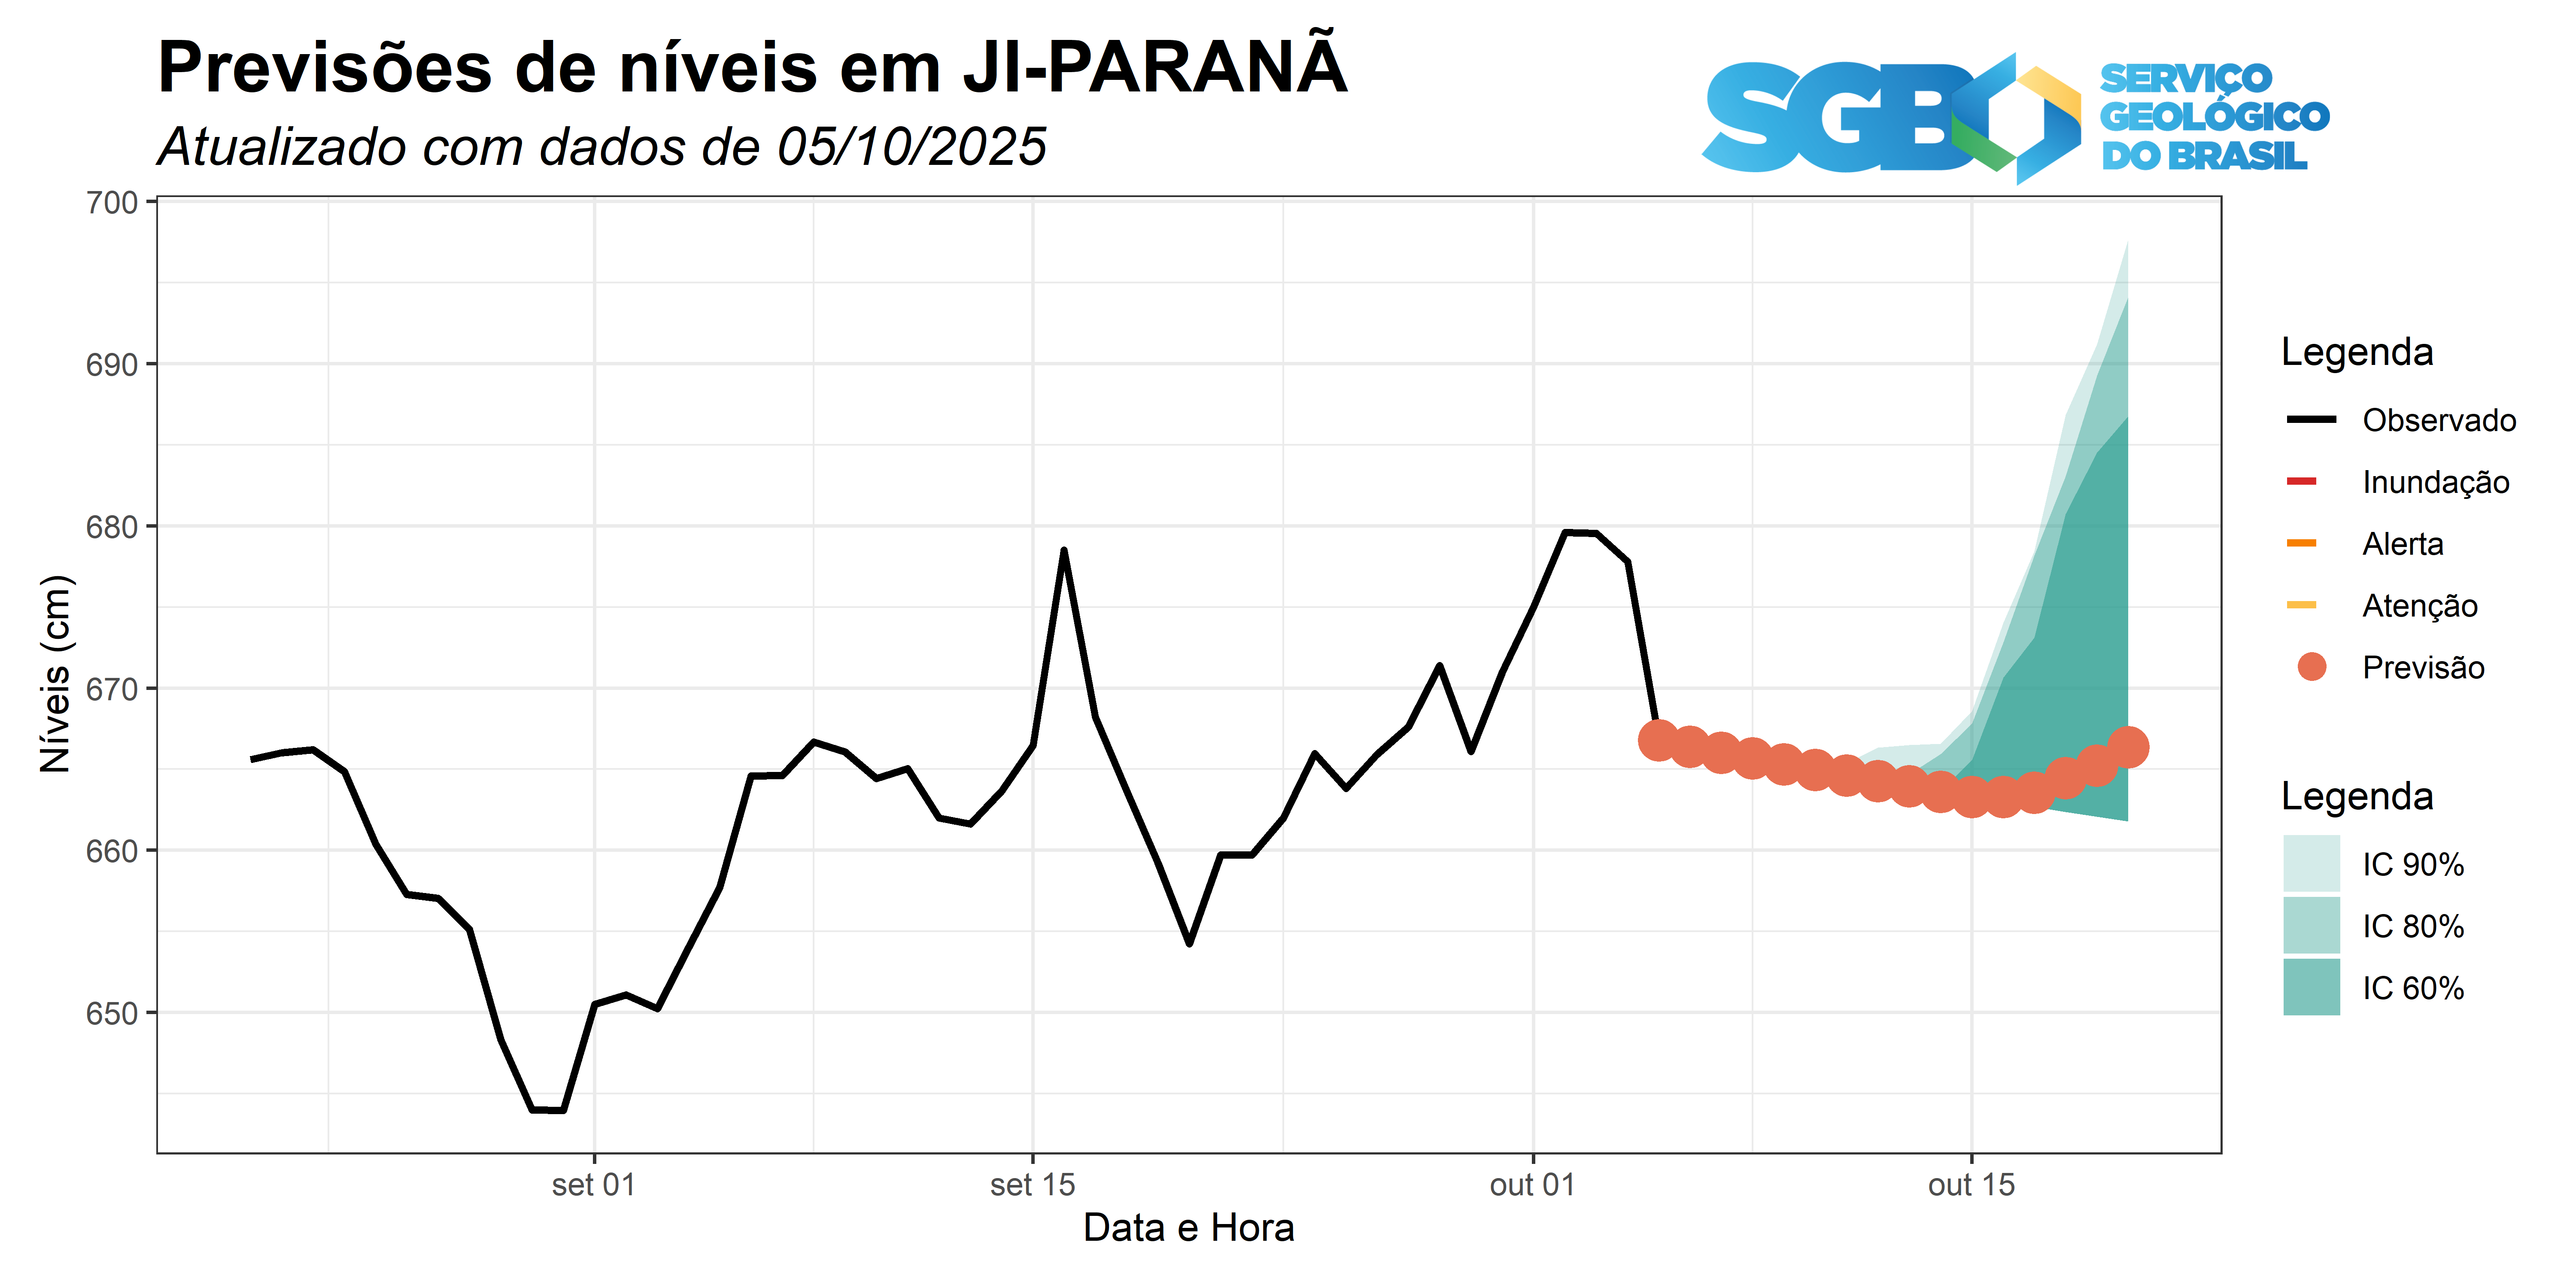 Previsões de níveis em JI-PARANÃ
Atualizado com dados de 05/10/2025
SGB
SERVIÇO
GEOLÓGICO
DO BRASIL
700
690
680
670
660
650
Níveis (cm)
set 01
set 15
out 01
out 15
Data e Hora
Legenda
Observado
Inundação
Alerta
Atenção
Previsão
Legenda
IC 90%
IC 80%
IC 60%